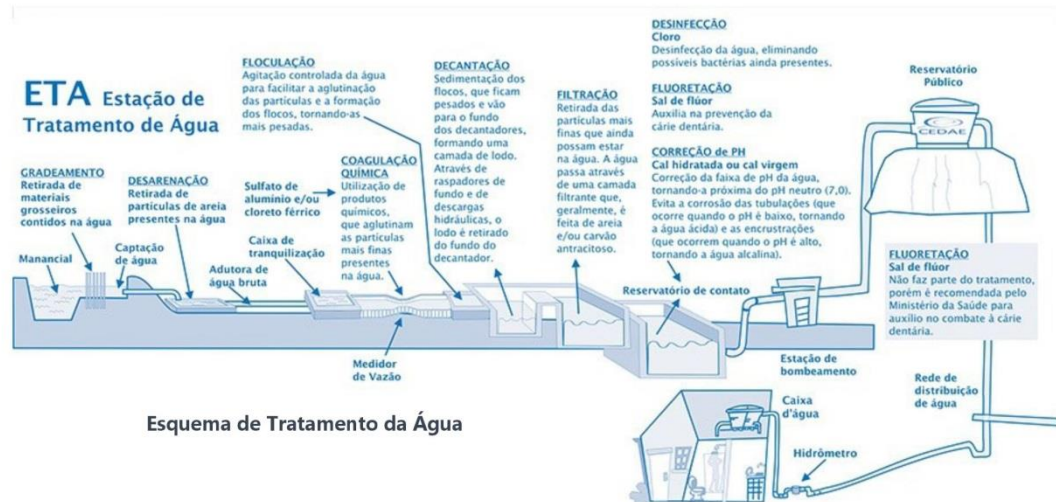 ETA Estação de
Tratamento de Água
GRADEAMENTO
Retirada de
materiais
grosseiros
contidos na água
Manancial
Captação
de água
DESARENAÇÃO
Retirada de
partículas de areia
presentes na água
Adutora de
água bruta
FLOCULAÇÃO
Agitação controlada da água
para facilitar a aglutinação
das partículas e a formação
dos flocos, tornando-as
mais pesadas.
Sulfato de
alumínio e/ou
cloreto férrico
Caixa de
tranquilização
COAGULAÇÃO
QUÍMICA
Utilização de
produtos
químicos,
que aglutinam
as partículas
mais finas
presentes
na água.
Medidor
de Vazão
DECANTAÇÃO
Sedimentação dos
flocos, que ficam
pesados e vão
para o fundo
dos decantadores,
formando uma
camada de lodo.
Através de
raspadores
de fundo e
de descargas
hidráulicas, o
lodo é retirado
do fundo do
decantador.
FILTRAÇÃO
Retirada das
partículas mais
finas que ainda
possam estar
na água. A água
passa através
de uma camada
filtrante que,
geralmente, é
feita de areia
e/ou carvão
antracitoso.
DESINFECÇÃO
Cloro
Desinfecção da água, eliminando
possíveis bactérias ainda presentes.
FLUORETAÇÃO
Sal de flúor
Auxilia na prevenção da
cárie dentária.
CORREÇÃO de PH
Cal hidratada ou cal virgem
Correção da faixa de pH da água,
tornando-a próxima do pH neutro (7,0).
Evita a corrosão das tubulações (que
ocorre quando o pH é baixo, tornando
a água ácida) e as encrustrações
(que ocorrem quando o pH é alto,
tornando a água alcalina).
Reservatório de contato
Reservatório
Público
CEDAE
FLUORETAÇÃO
Sal de flúor
Não faz parte do tratamento,
porém é recomendada pelo
Ministério da Saúde para
auxílio no combate à cárie
dentária.
Estação de
bombeamento
Rede de
distribuição
de água
Caixa
d'água
Hidrômetro
Esquema de Tratamento da Água